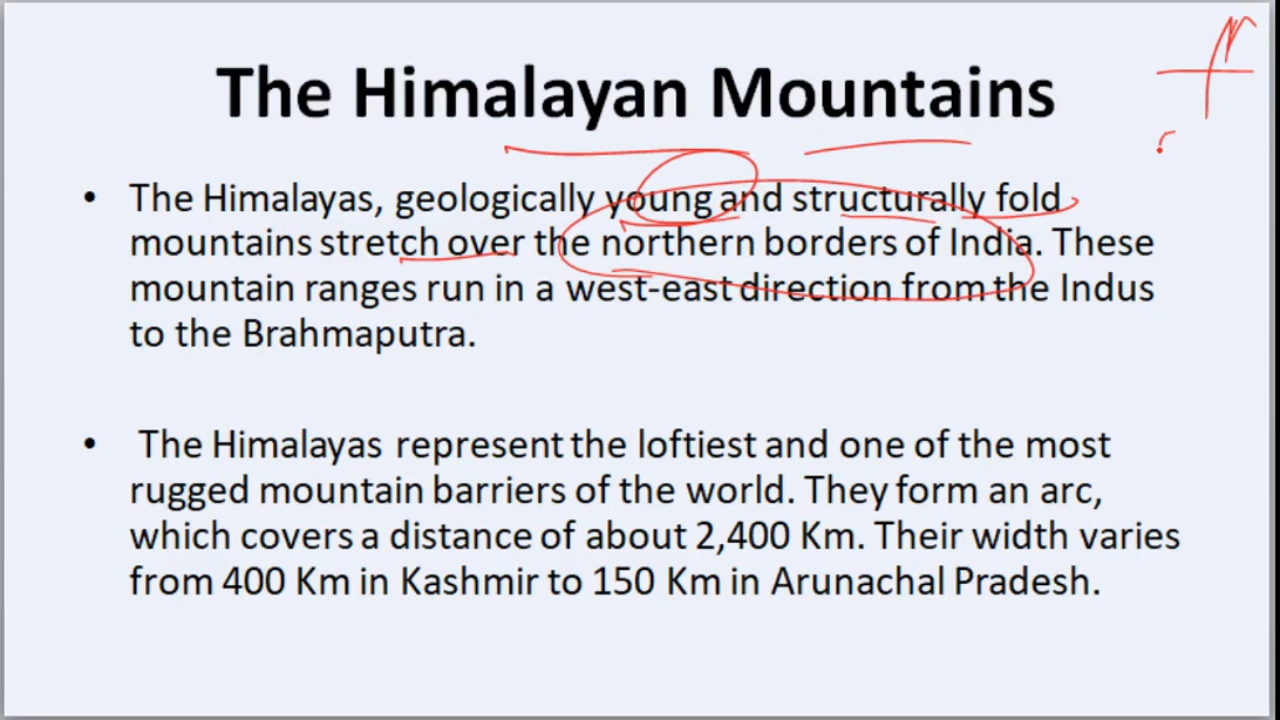 The Himalayan Mountains
• The Himalayas, geologically young and structurally fold
mountains stretch over the northern borders of India. These
mountain ranges run in a west-east direction from the Indus
to the Brahmaputra.
• The Himalayas represent the loftiest and one of the most
rugged mountain barriers of the world. They form an arc,
which covers a distance of about 2,400 Km. Their width varies
from 400 Km in Kashmir to 150 Km in Arunachal Pradesh.